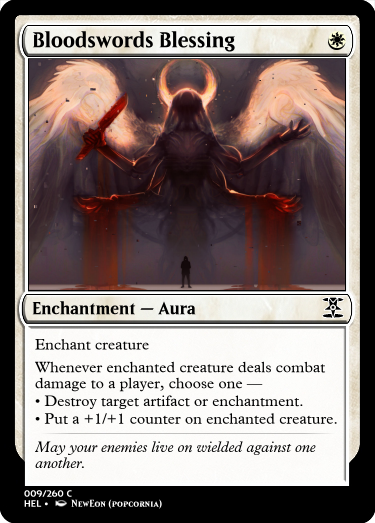 Bloodswords Blessing
Enchantment — Aura
Enchant creature
Whenever enchanted creature deals combat
damage to a player, choose one —
• Destroy target artifact or enchantment.
• Put a +1/+1 counter on enchanted creature.
May your enemies live on wielded against one
another.
009/260 C
HEL • NewEon (popcornia)